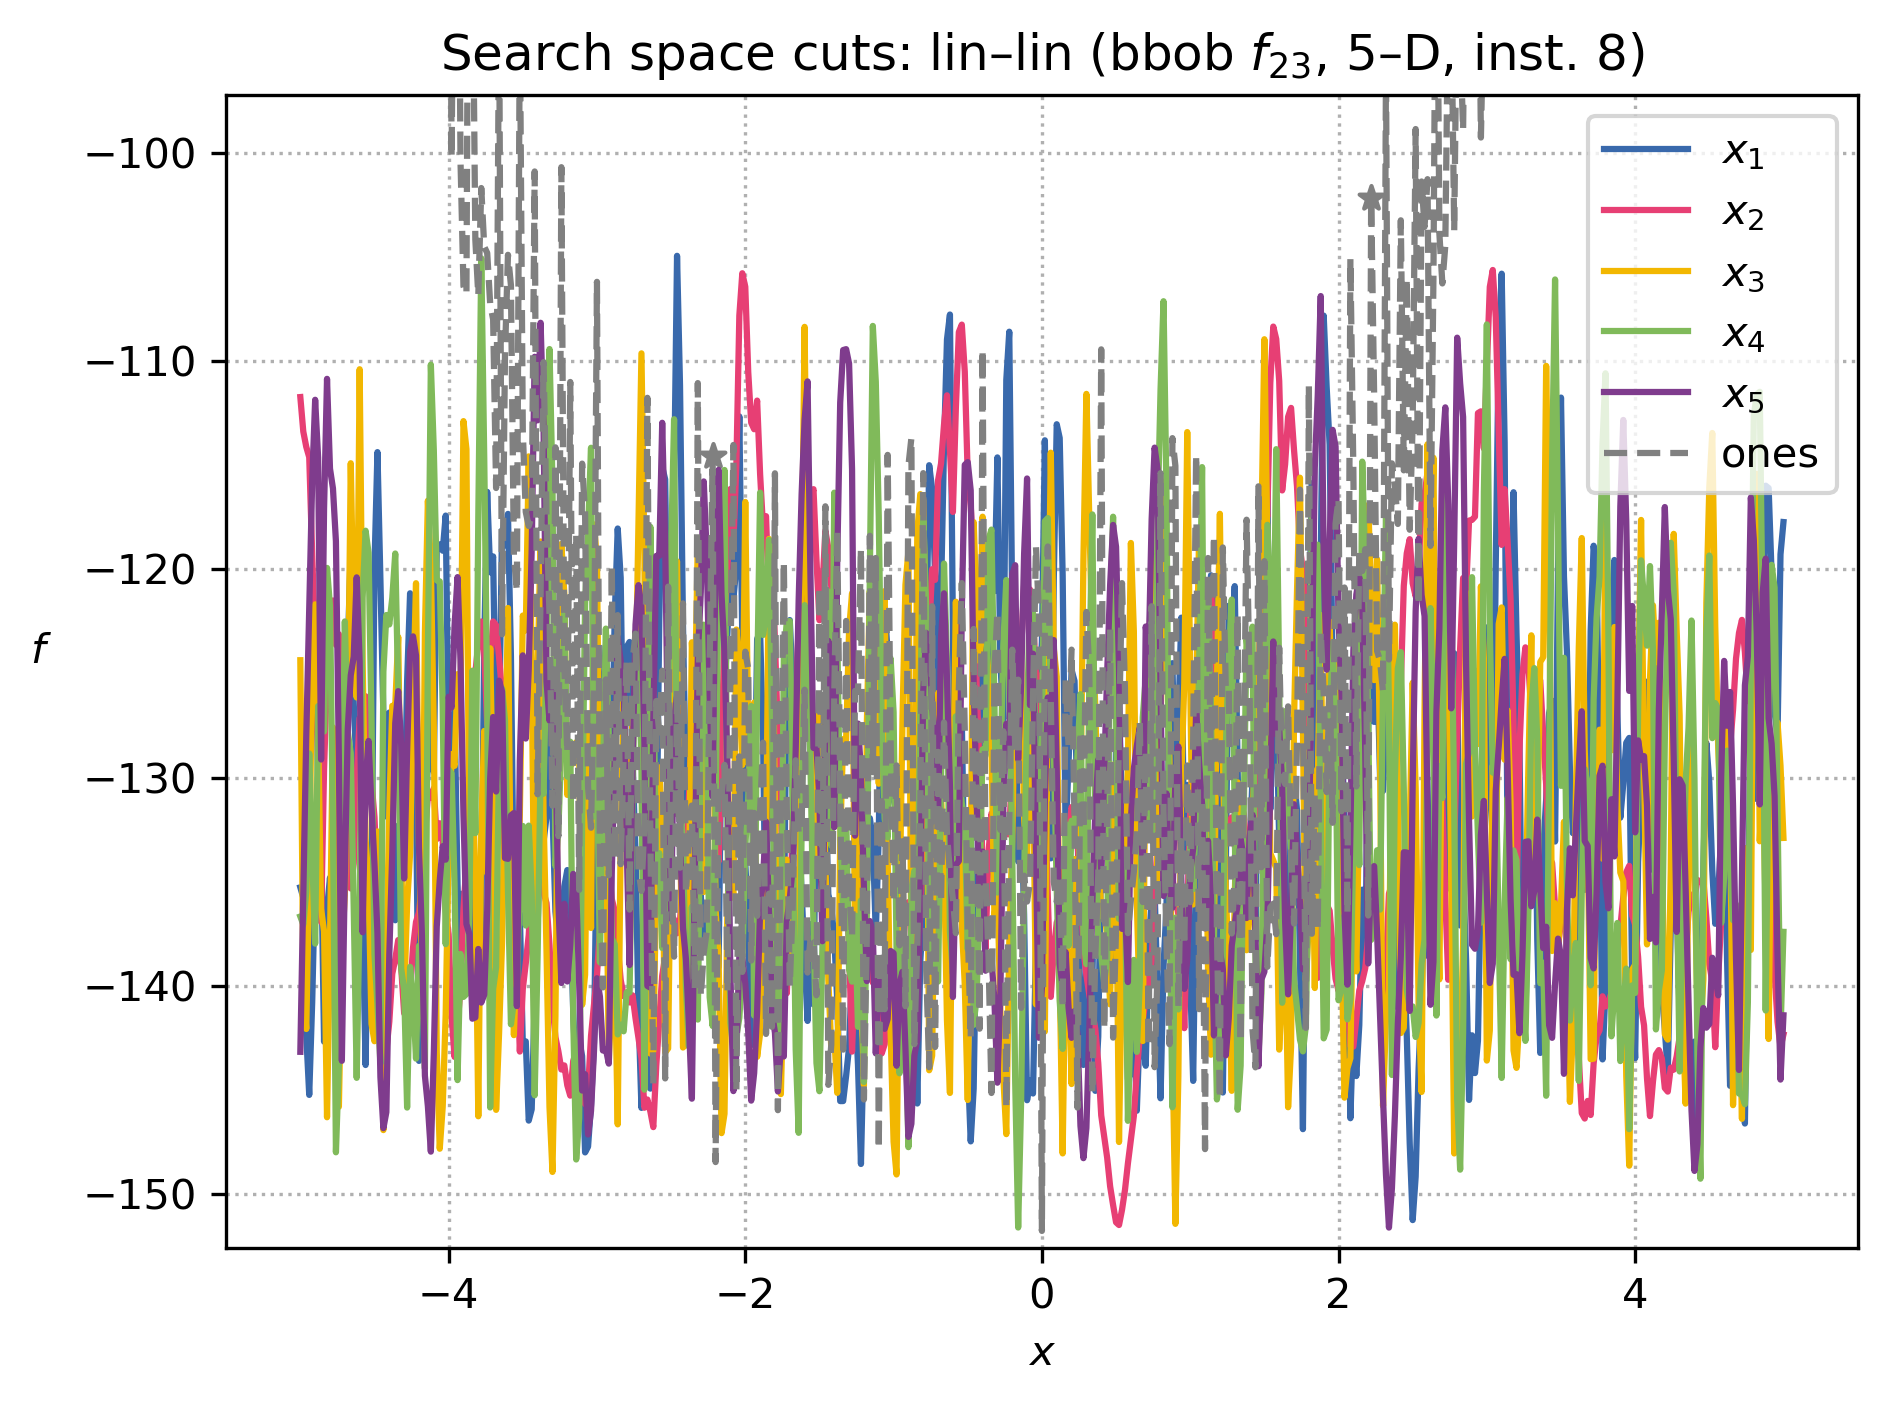 Search space cuts: lin–lin (bbob f₂₃, 5–D, inst. 8)
−100
−110
−120
−130
−140
−150
f
−4
−2
0
2
4
x
x₁
x₂
x₃
x₄
x₅
ones